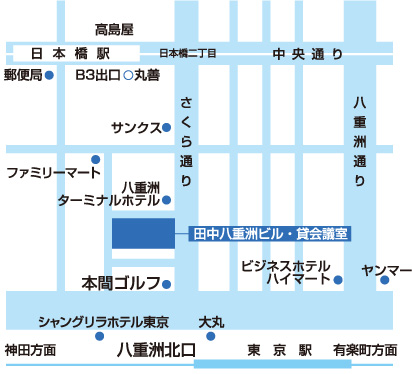 高島屋
日本橋駅
日本橋二丁目
中央通り
郵便局
B3出口
丸善
さくら通り
八重洲通り
サンクス
ファミリーマート
八重洲
ターミナルホテル
田中八重洲ビル・貸会議室
本間ゴルフ
ビジネスホテル
ハイマート
ヤンマー
シャングリラホテル東京
大丸
神田方面
八重洲北口
東京駅
有楽町方面